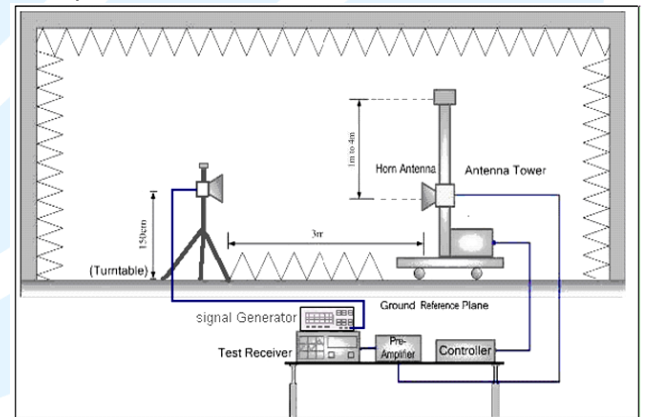 1m to 4m
Horn Antenna
Antenna Tower
150cm
3m
(Turntable)
Ground Reference Plane
signal Generator
Test Receiver
Pre-
Amplifier
Controller